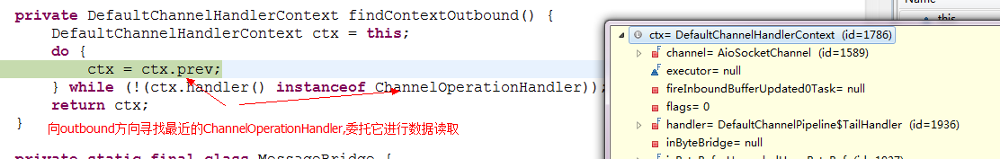 private DefaultChannelHandlerContext findContextOutbound() {
DefaultChannelHandlerContext ctx = this;
do {
ctx = ctx.prev;
} while (!(ctx.handler() instanceof ChannelOperationHandler));
return ctx;
}
向outbound方向寻找最近的ChannelOperationHandler,委托它进行数据读取
private static final class MessageBridge {
this
ctx= DefaultChannelHandlerContext (id=1786)
channel= AioSocketChannel (id=1589)
executor= null
fireInboundBufferUpdated0Task= null
flags= 0
handler= DefaultChannelPipeline$TailHandler (id=1936)
inByteBridge= null